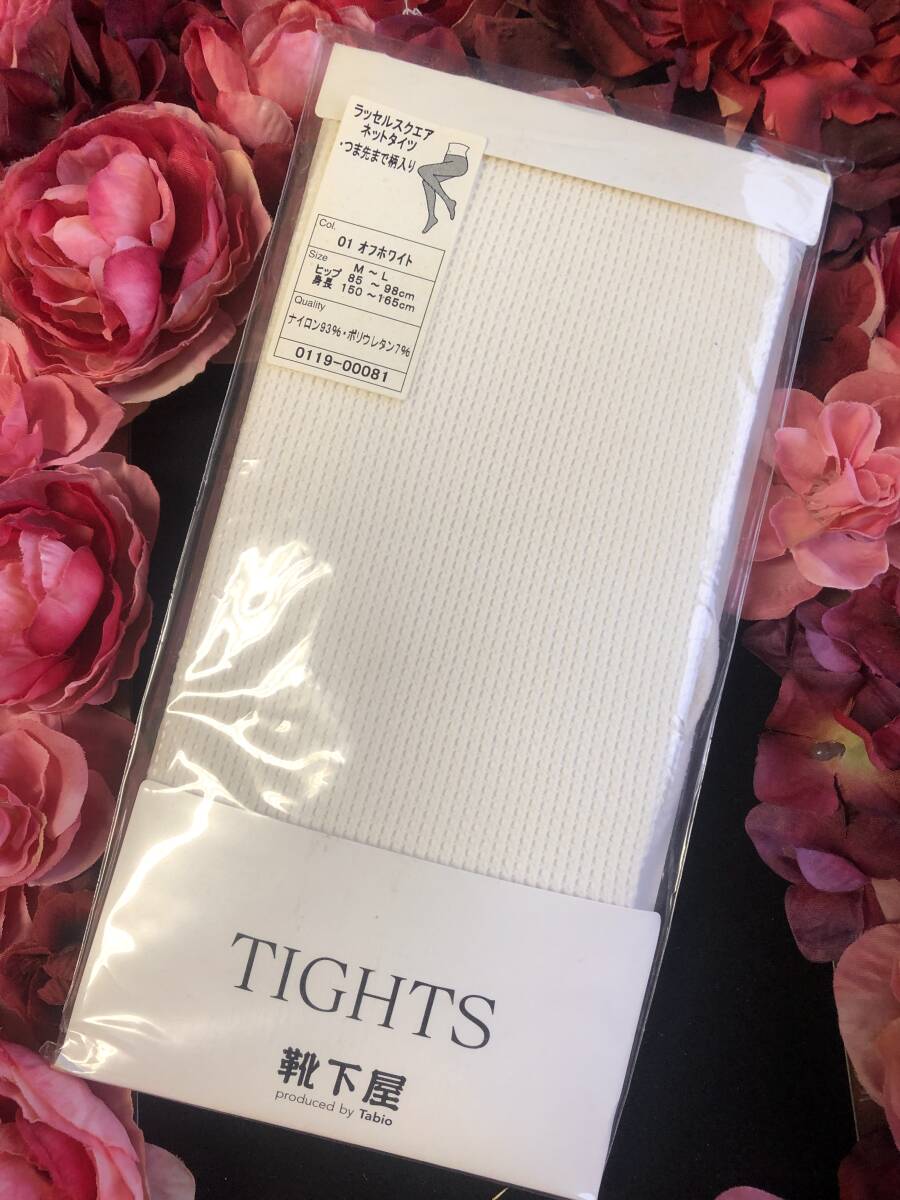 ラッセルスクエア
ネットタイツ
・つま先まで柄入り
Col.
01 オフホワイト
Size
M ～ L
ヒップ 85 ～ 98cm
身長 150 ～ 165cm
Quality
ナイロン93%・ポリウレタン7%
0119-00081
TIGHTS
靴下屋
produced by Tabio